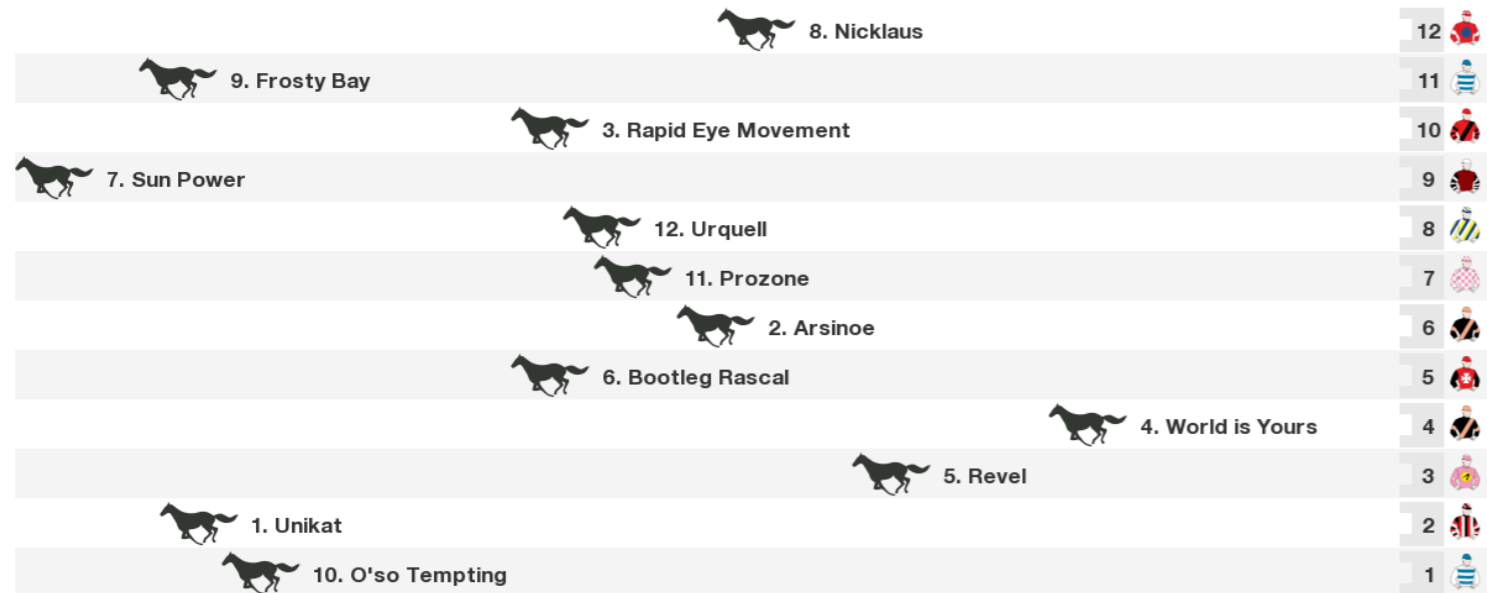 8. Nicklaus 12
9. Frosty Bay 11
3. Rapid Eye Movement 10
7. Sun Power 9
12. Urquell 8
11. Prozone 7
2. Arsinoe 6
6. Bootleg Rascal 5
4. World is Yours 4
5. Revel 3
1. Unikat 2
10. O'so Tempting 1